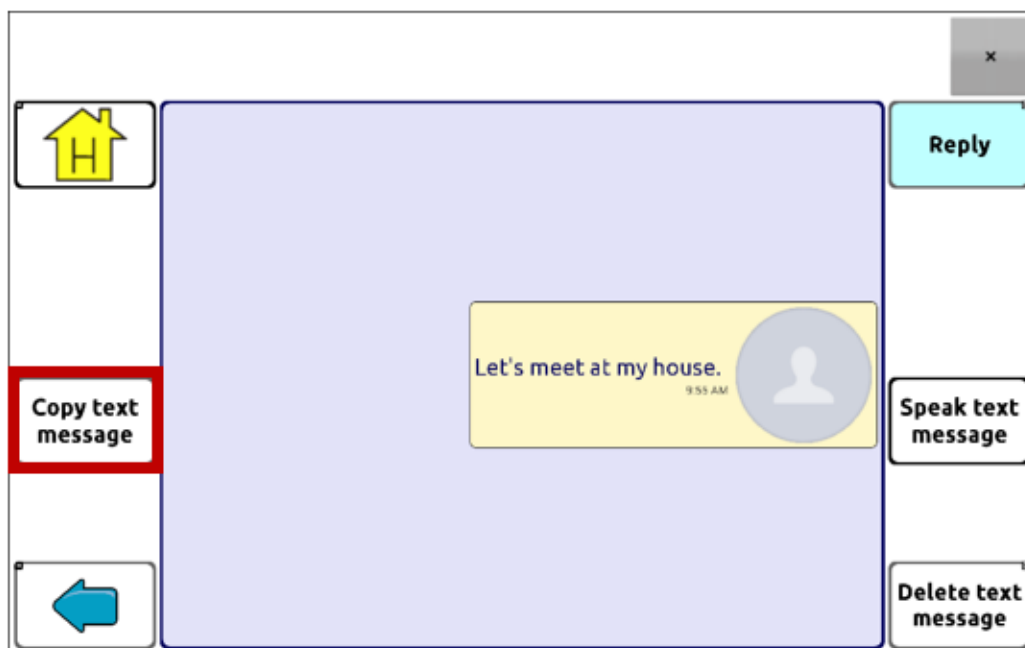 ×
H
Reply
Let's meet at my house.
9:55 AM
Copy text
message
Speak text
message
Delete text
message